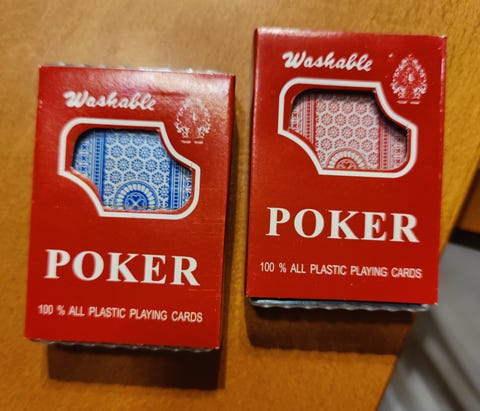 Washable
POKER
100 % ALL PLASTIC PLAYING CARDS
Washable
POKER
100 % ALL PLASTIC PLAYING CARDS